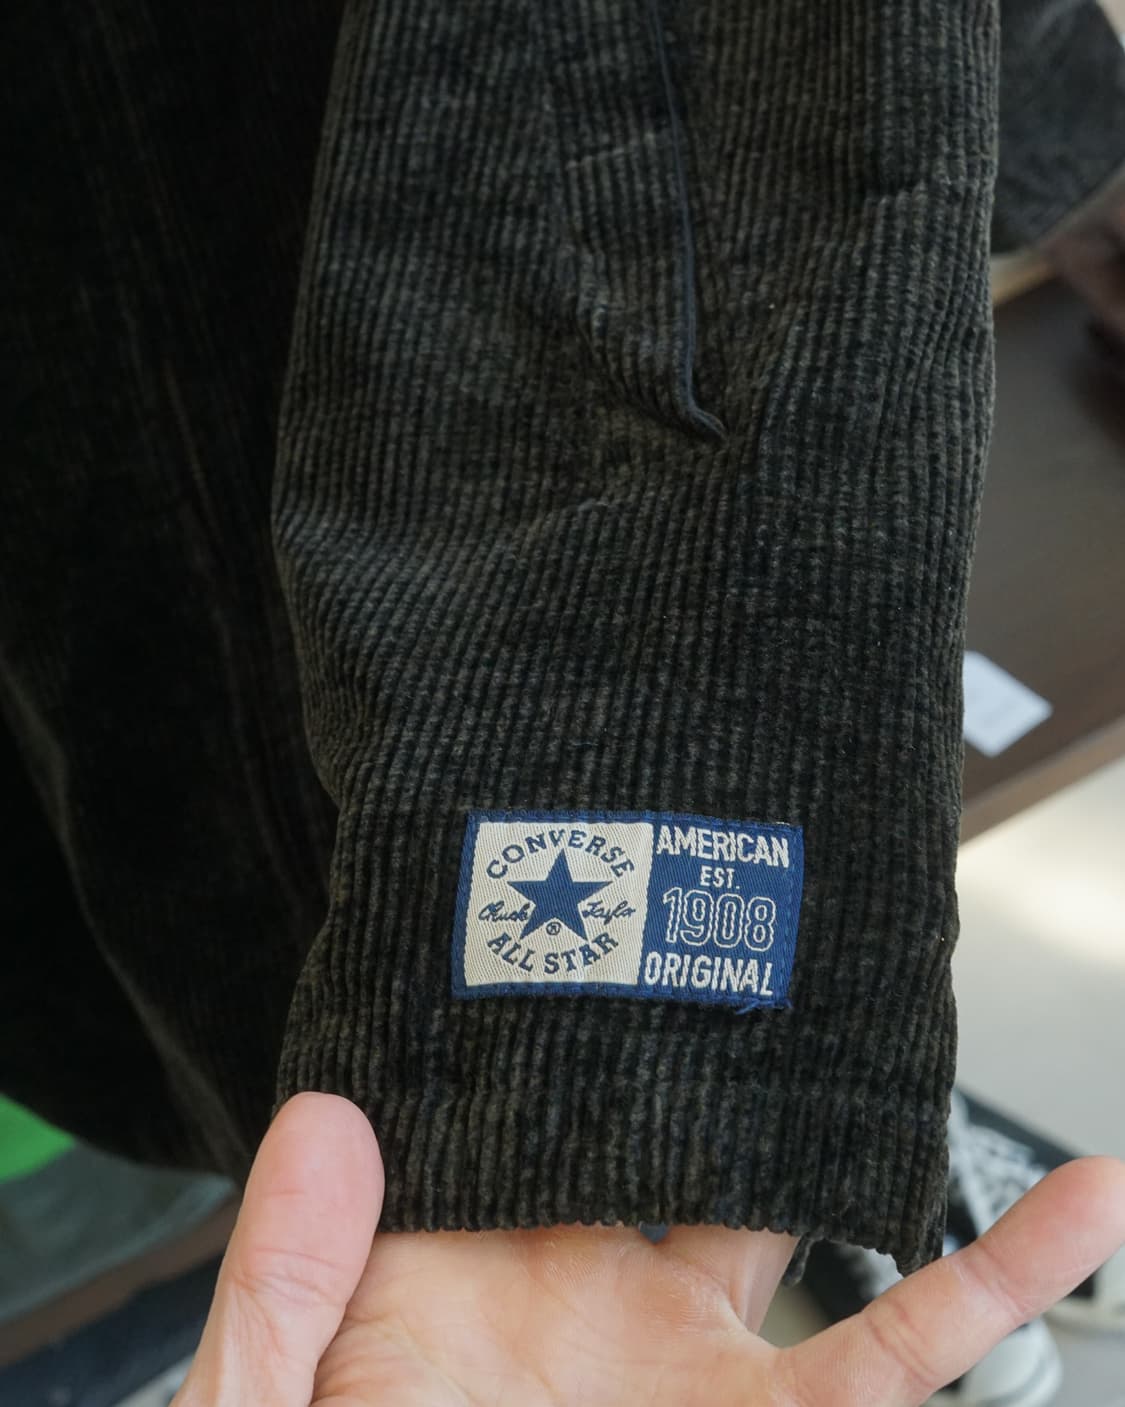 CONVERSE
Chuck Taylor
®
ALL STAR
AMERICAN
EST.
1908
ORIGINAL